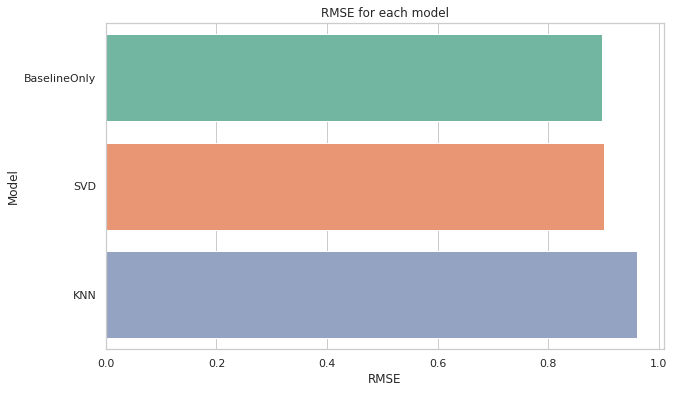 RMSE for each model
Model
BaselineOnly
SVD
KNN
0.0 0.2 0.4 0.6 0.8 1.0
RMSE